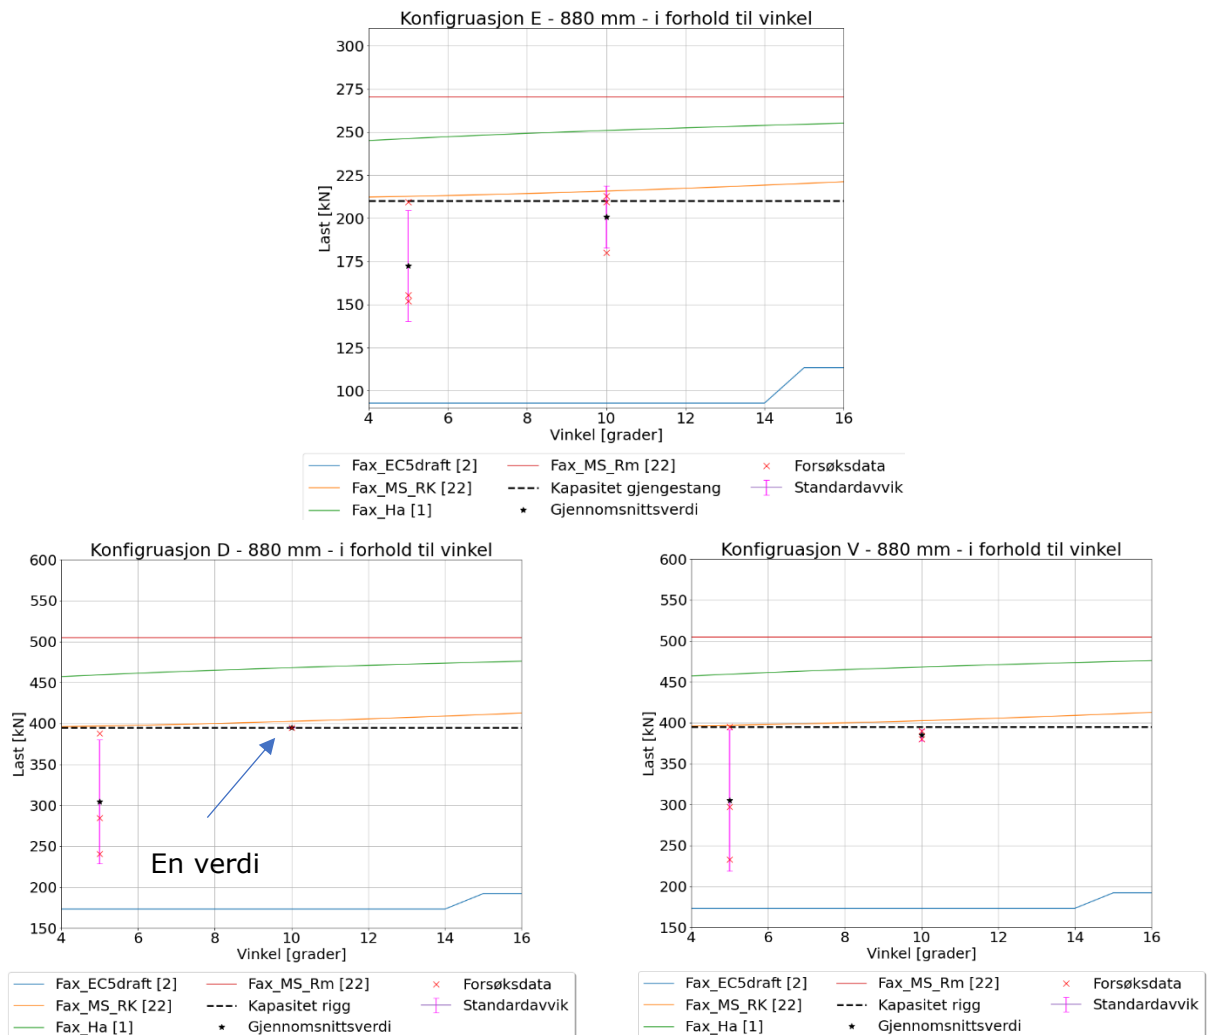 Konfigruasjon E - 880 mm - i forhold til vinkel
300
275
250
225
200
175
150
125
100
Last [kN]
4 6 8 10 12 14 16
Vinkel [grader]
Fax_EC5draft [2] Fax_MS_Rm [22] Forsøksdata
Fax_MS_RK [22] Kapasitet gjengestang Standardavvik
Fax_Ha [1] Gjennomsnittsverdi
Konfigruasjon D - 880 mm - i forhold til vinkel
600
550
500
450
400
350
300
250
200
150
Last [kN]
En verdi
4 6 8 10 12 14 16
Vinkel [grader]
Fax_EC5draft [2] Fax_MS_Rm [22] Forsøksdata
Fax_MS_RK [22] Kapasitet rigg Standardavvik
Fax_Ha [1] Gjennomsnittsverdi
Konfigruasjon V - 880 mm - i forhold til vinkel
600
550
500
450
400
350
300
250
200
150
Last [kN]
4 6 8 10 12 14 16
Vinkel [grader]
Fax_EC5draft [2] Fax_MS_Rm [22] Forsøksdata
Fax_MS_RK [22] Kapasitet rigg Standardavvik
Fax_Ha [1] Gjennomsnittsverdi